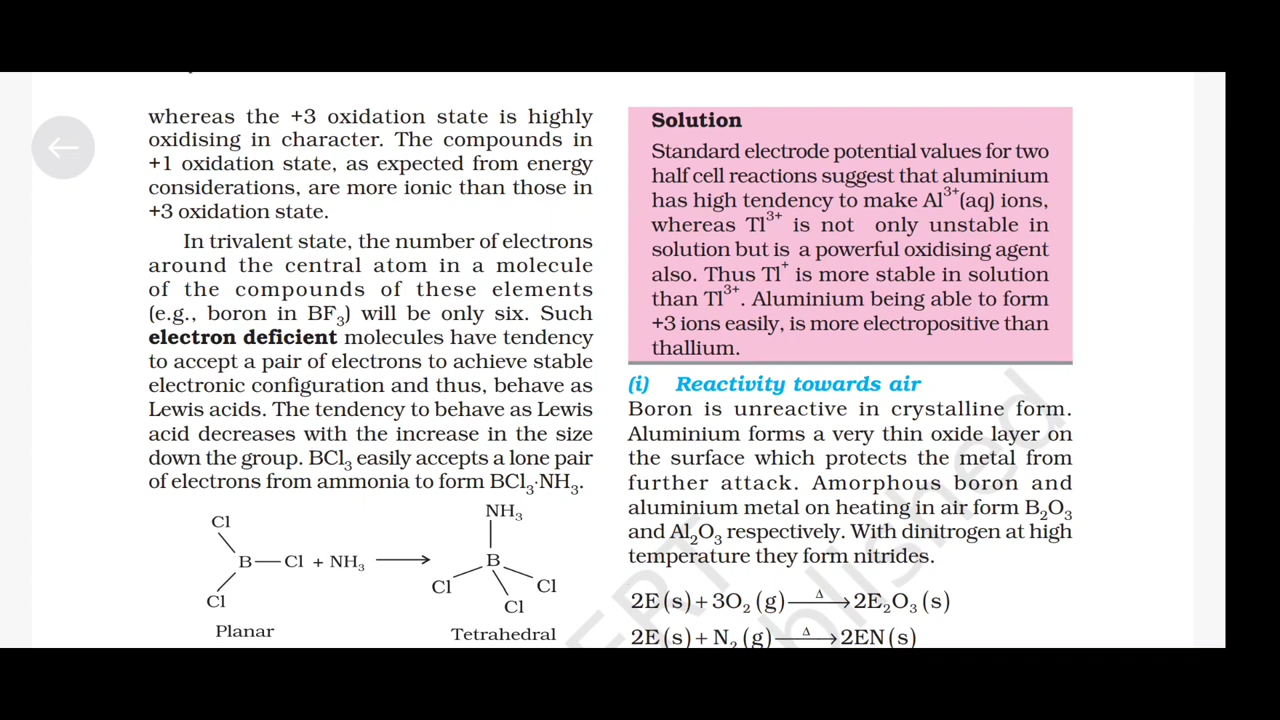 whereas the +3 oxidation state is highly
oxidising in character. The compounds in
+1 oxidation state, as expected from energy
considerations, are more ionic than those in
+3 oxidation state.
In trivalent state, the number of electrons
around the central atom in a molecule
of the compounds of these elements
(e.g., boron in BF₃) will be only six. Such
electron deficient molecules have tendency
to accept a pair of electrons to achieve stable
electronic configuration and thus, behave as
Lewis acids. The tendency to behave as Lewis
acid decreases with the increase in the size
down the group. BCl₃ easily accepts a lone pair
of electrons from ammonia to form BCl₃·NH₃.
Cl
B—Cl + NH₃ ⟶
Cl
Planar
NH₃
B
Cl Cl
Cl
Tetrahedral
Solution
Standard electrode potential values for two
half cell reactions suggest that aluminium
has high tendency to make Al³⁺(aq) ions,
whereas Tl³⁺ is not only unstable in
solution but is a powerful oxidising agent
also. Thus Tl⁺ is more stable in solution
than Tl³⁺. Aluminium being able to form
+3 ions easily, is more electropositive than
thallium.
(i) Reactivity towards air
Boron is unreactive in crystalline form.
Aluminium forms a very thin oxide layer on
the surface which protects the metal from
further attack. Amorphous boron and
aluminium metal on heating in air form B₂O₃
and Al₂O₃ respectively. With dinitrogen at high
temperature they form nitrides.
2E(s) + 3O₂(g) —Δ→ 2E₂O₃(s)
2E(s) + N₂(g) —Δ→ 2EN(s)